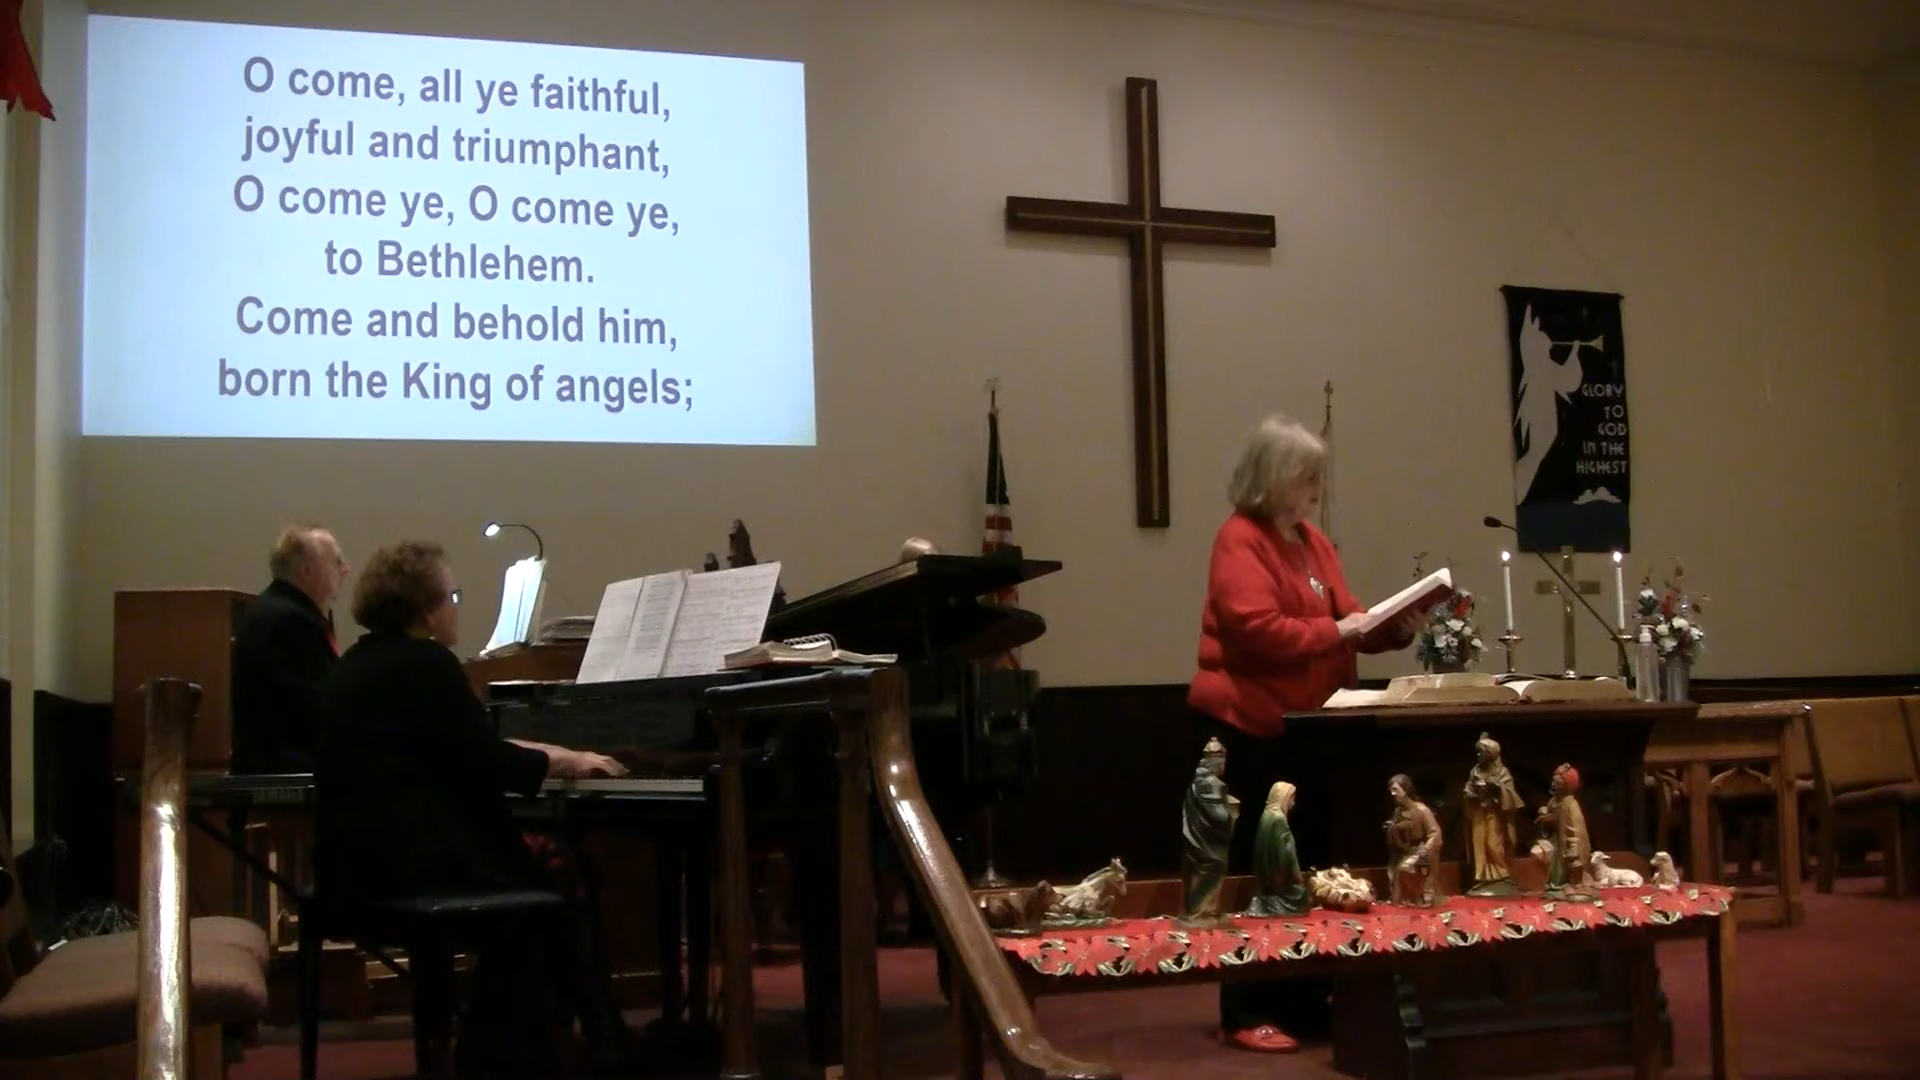 O come, all ye faithful,
joyful and triumphant,
O come ye, O come ye,
to Bethlehem.
Come and behold him,
born the King of angels;
GLORY
TO
GOD
IN THE
HIGHEST
YAMAHA